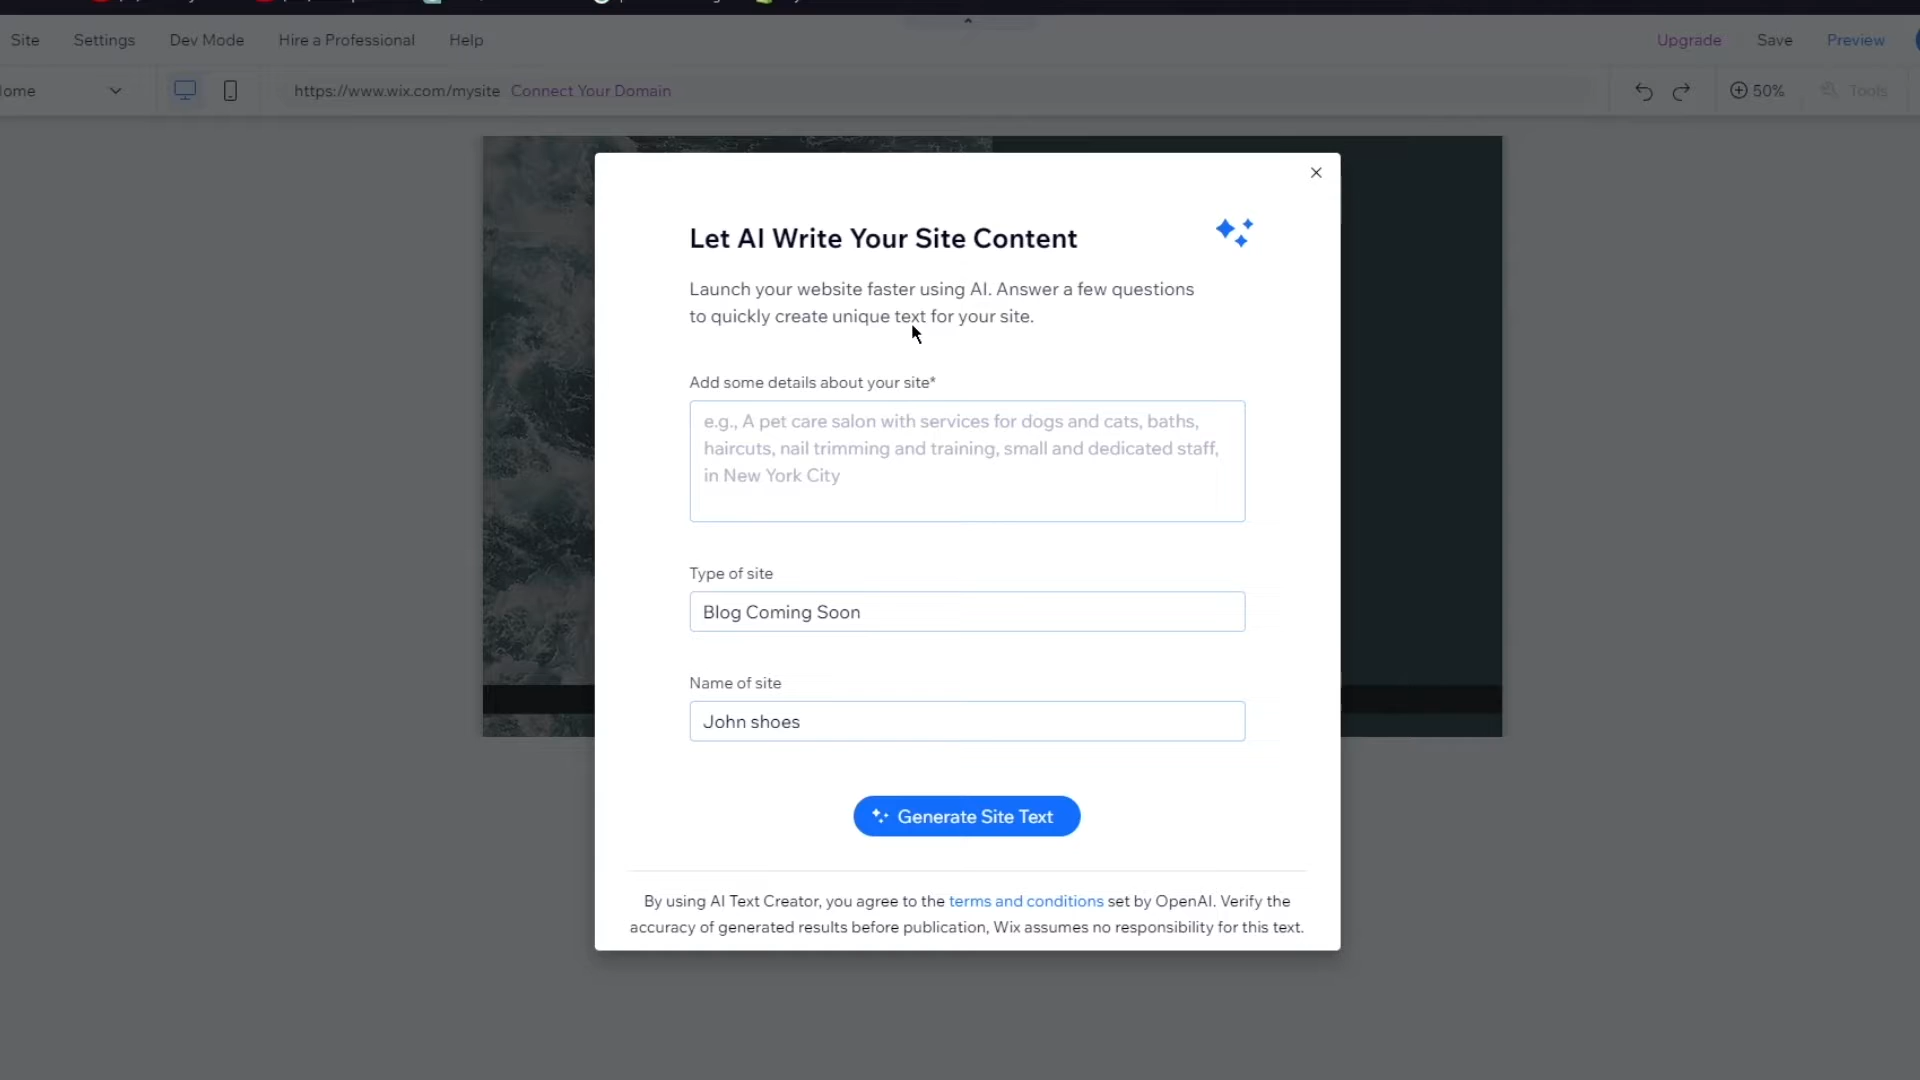 Site Settings Dev Mode Hire a Professional Help Upgrade Save Preview
https://www.wix.com/mysite Connect Your Domain 50% Tools
Let AI Write Your Site Content
Launch your website faster using AI. Answer a few questions
to quickly create unique text for your site.
Add some details about your site*
e.g., A pet care salon with services for dogs and cats, baths,
haircuts, nail trimming and training, small and dedicated staff,
in New York City
Type of site
Blog Coming Soon
Name of site
John shoes
Generate Site Text
By using AI Text Creator, you agree to the terms and conditions set by OpenAI. Verify the
accuracy of generated results before publication, Wix assumes no responsibility for this text.